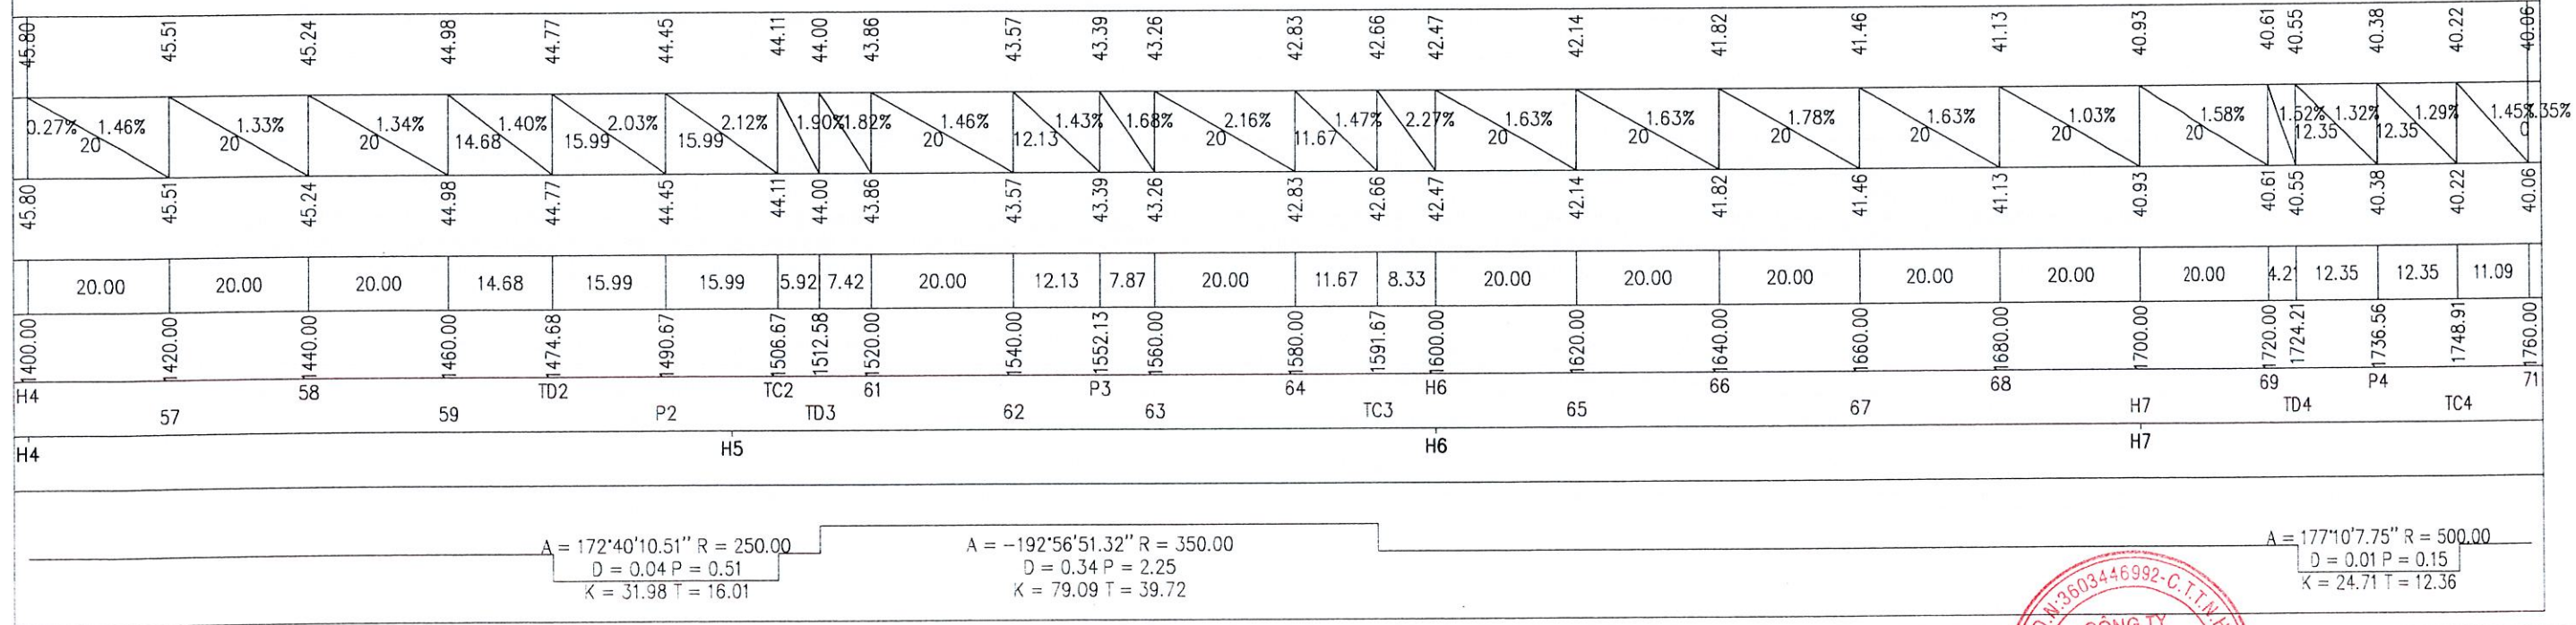 45.80 45.51 45.24 44.98 44.77 44.45 44.11 44.00 43.86 43.57 43.39 43.26 42.83 42.66 42.47 42.14 41.82 41.46 41.13 40.93 40.61 40.55 40.38 40.22 40.06
0.27% 1.46% 1.33% 1.34% 1.40% 2.03% 2.12% 1.90% 1.82% 1.46% 1.43% 1.68% 2.16% 1.47% 2.27% 1.63% 1.63% 1.78% 1.63% 1.03% 1.58% 1.52% 1.32% 1.29% 1.45% .35%
20 20 20 14.68 15.99 15.99 20 12.13 20 11.67 20 20 20 20 20 20 12.35 12.35 0
45.80 45.51 45.24 44.98 44.77 44.45 44.11 44.00 43.86 43.57 43.39 43.26 42.83 42.66 42.47 42.14 41.82 41.46 41.13 40.93 40.61 40.55 40.38 40.22 40.06
20.00 20.00 20.00 14.68 15.99 15.99 5.92 7.42 20.00 12.13 7.87 20.00 11.67 8.33 20.00 20.00 20.00 20.00 20.00 20.00 4.21 12.35 12.35 11.09
1400.00 1420.00 1440.00 1460.00 1474.68 1490.67 1506.67 1512.58 1520.00 1540.00 1552.13 1560.00 1580.00 1591.67 1600.00 1620.00 1640.00 1660.00 1680.00 1700.00 1720.00 1724.21 1736.56 1748.91 1760.00
H4 58 TD2 TC2 61 P3 64 H6 66 68 69 P4 71
57 59 P2 TD3 62 63 TC3 65 67 H7 TD4 TC4
H4 H5 H6 H7
A = 172°40'10.51" R = 250.00 A = -192°56'51.32" R = 350.00 A = 177°10'7.75" R = 500.00
D = 0.04 P = 0.51 D = 0.34 P = 2.25 D = 0.01 P = 0.15
K = 31.98 T = 16.01 K = 79.09 T = 39.72 K = 24.71 T = 12.36
N:3603446992-C.T.T.N.H
CÔNG TY